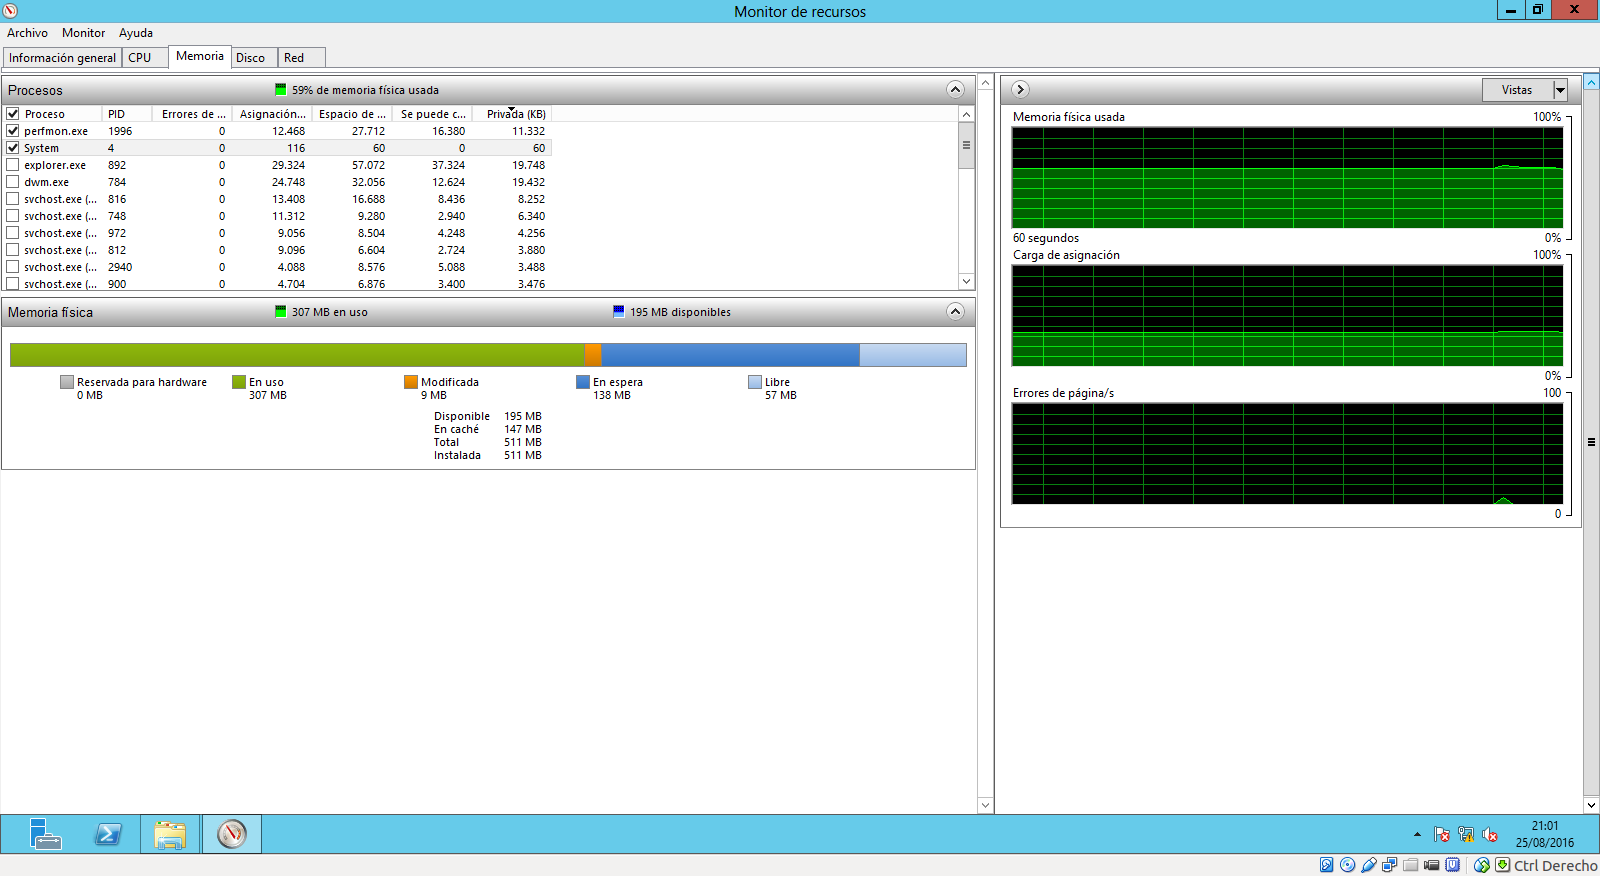 Monitor de recursos
Archivo Monitor Ayuda
Información general CPU Memoria Disco Red
Procesos 59% de memoria física usada
Proceso PID Errores de ... Asignación... Espacio de ... Se puede c... Privada (KB)
perfmon.exe 1996 0 12.468 27.712 16.380 11.332
System 4 0 116 60 0 60
explorer.exe 892 0 29.324 57.072 37.324 19.748
dwm.exe 784 0 24.748 32.056 12.624 19.432
svchost.exe (... 816 0 13.408 16.688 8.436 8.252
svchost.exe (... 748 0 11.312 9.280 2.940 6.340
svchost.exe (... 972 0 9.056 8.504 4.248 4.256
svchost.exe (... 812 0 9.096 6.604 2.724 3.880
svchost.exe (... 2940 0 4.088 8.576 5.088 3.488
svchost.exe (... 900 0 4.704 6.876 3.400 3.476
Memoria física 307 MB en uso 195 MB disponibles
Reservada para hardware En uso Modificada En espera Libre
0 MB 307 MB 9 MB 138 MB 57 MB
Disponible 195 MB
En caché 147 MB
Total 511 MB
Instalada 511 MB
Vistas
Memoria física usada 100%
60 segundos 0%
Carga de asignación 100%
0%
Errores de página/s 100
0
21:01
25/08/2016
Ctrl Derecho